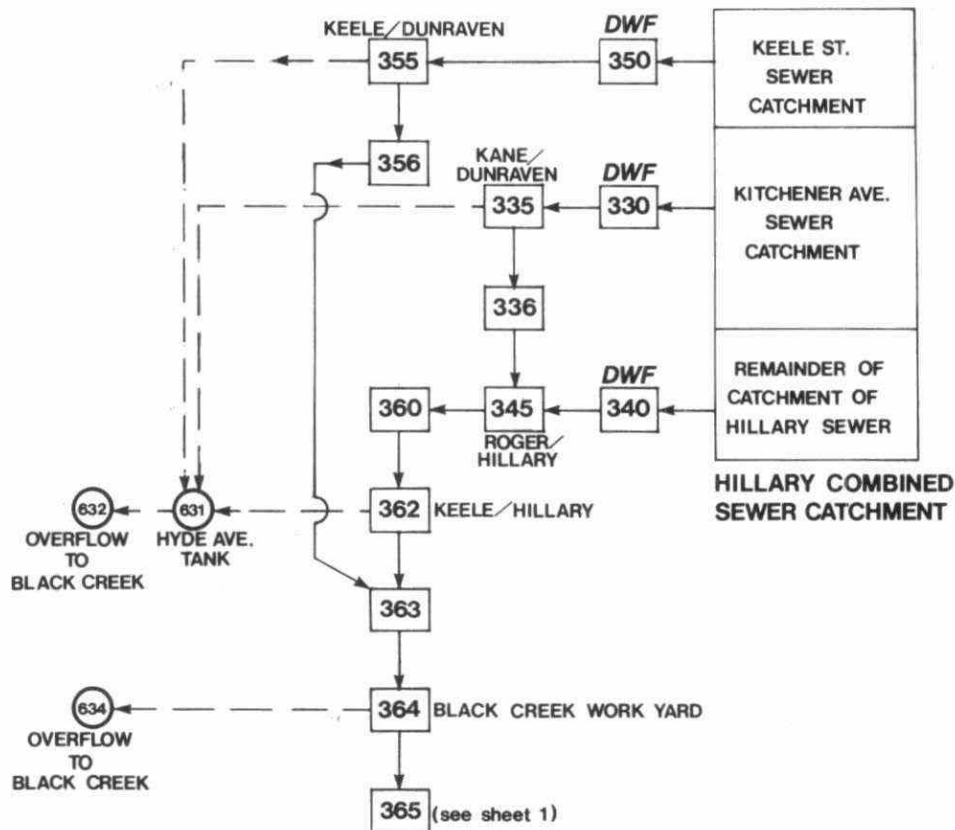 KEELE/DUNRAVEN
DWF
355
350
KEELE ST.
SEWER
CATCHMENT
356
KANE/
DUNRAVEN
DWF
335
330
KITCHENER AVE.
SEWER
CATCHMENT
336
DWF
360
345
340
REMAINDER OF
CATCHMENT OF
HILLARY SEWER
ROGER/
HILLARY
HILLARY COMBINED
SEWER CATCHMENT
632
631
362
KEELE/HILLARY
OVERFLOW
TO
BLACK CREEK
HYDE AVE.
TANK
363
634
364
BLACK CREEK WORK YARD
OVERFLOW
TO
BLACK CREEK
365
(see sheet 1)